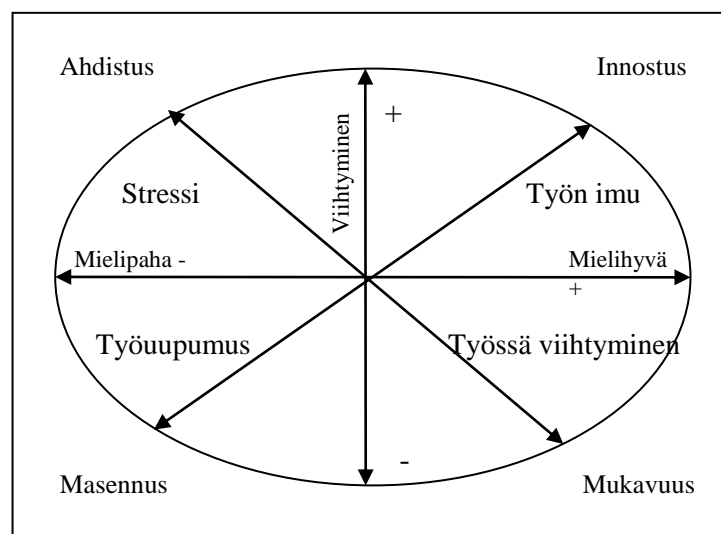 Ahdistus
Innostus
+
Viihtyminen
Stressi
Työn imu
Mielipaha -
Mielihyvä
+
Työuupumus
Työssä viihtyminen
-
Masennus
Mukavuus